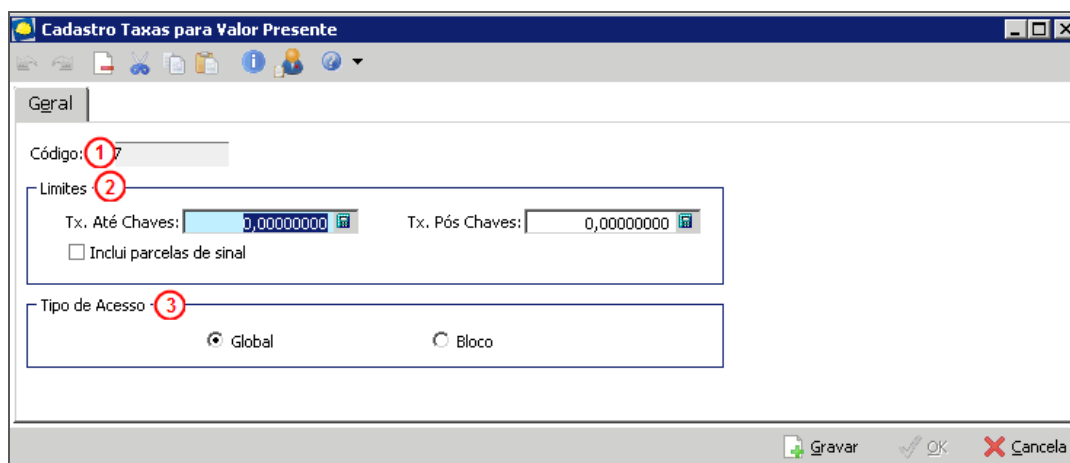 Cadastro Taxas para Valor Presente
Geral
Código: 1 7
Limites 2
Tx. Até Chaves: 0,00000000 Tx. Pós Chaves: 0,00000000
Inclui parcelas de sinal
Tipo de Acesso 3
Global Bloco
Gravar OK Cancela